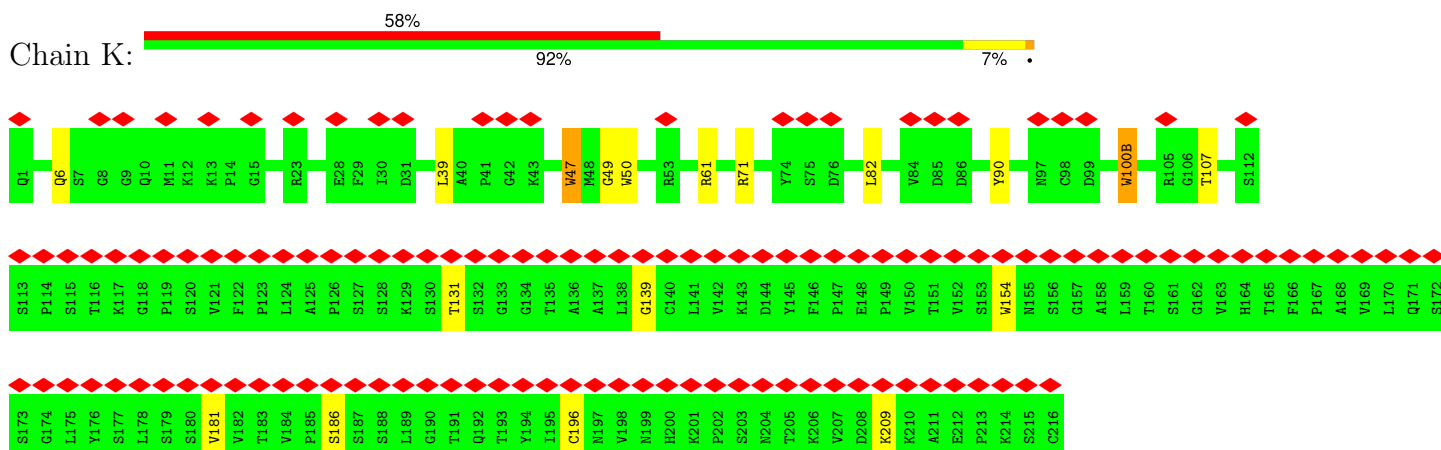 58%
Chain K:
92% 7% •
Q1 Q6 S7 G8 G9 Q10 M11 K12 K13 P14 G15 R23 E28 F29 I30 D31 L39 A40 P41 G42 K43 W47 M48 G49 W50 R53 R61 R71 Y74 S75 D76 L82 V84 D85 D86 Y90 N97 C98 D99 W100B R105 G106 T107 S112
S113 P114 S115 T116 K117 G118 P119 S120 V121 F122 P123 L124 A125 P126 S127 S128 K129 S130 T131 S132 G133 G134 T135 A136 A137 L138 G139 C140 L141 V142 K143 D144 Y145 F146 P147 E148 P149 V150 T151 V152 S153 W154 N155 S156 G157 A158 L159 T160 S161 G162 V163 H164 T165 F166 P167 A168 V169 L170 Q171 S172
S173 G174 L175 Y176 S177 L178 S179 S180 V181 V182 T183 V184 P185 S186 S187 S188 L189 G190 T191 Q192 T193 Y194 I195 C196 N197 V198 N199 H200 K201 P202 S203 N204 T205 K206 V207 D208 K209 K210 A211 E212 P213 K214 S215 C216